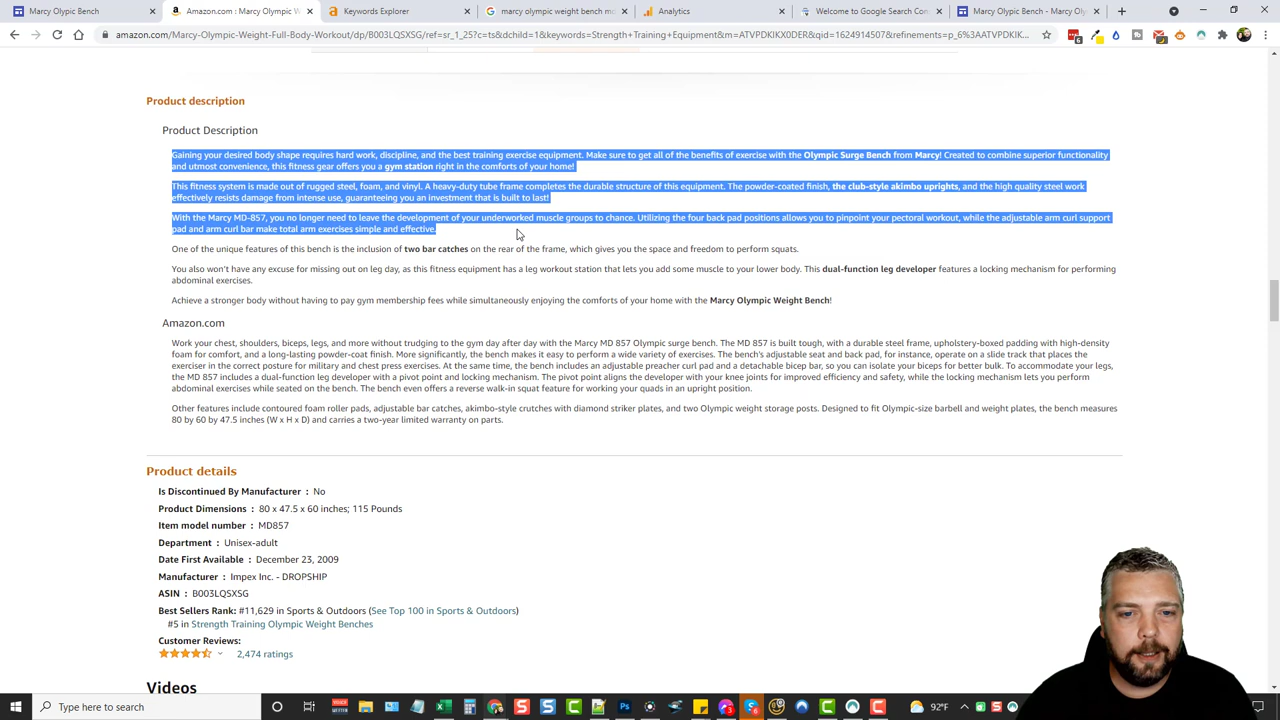 Marcy Olypic Bench
Amazon.com : Marcy Olympic W
Keywords Explorer
marcy olympic weight bench mo
Analytics
Welcome to Google Search Con
Marcy Olypic Bench - Marcy Oly
amazon.com/Marcy-Olympic-Weight-Full-Body-Workout/dp/B003LQSXSG/ref=sr_1_25?c=ts&dchild=1&keywords=Strength+Training+Equipment&m=ATVPDKIKX0DER&qid=1624914507&refinements=p_6%3AATVPDKIK...
Product description
Product Description
Gaining your desired body shape requires hard work, discipline, and the best training exercise equipment. Make sure to get all of the benefits of exercise with the Olympic Surge Bench from Marcy! Created to combine superior functionality
and utmost convenience, this fitness gear offers you a gym station right in the comforts of your home!
This fitness system is made out of rugged steel, foam, and vinyl. A heavy-duty tube frame completes the durable structure of this equipment. The powder-coated finish, the club-style akimbo uprights, and the high quality steel work
effectively resists damage from intense use, guaranteeing you an investment that is built to last!
With the Marcy MD-857, you no longer need to leave the development of your underworked muscle groups to chance. Utilizing the four back pad positions allows you to pinpoint your pectoral workout, while the adjustable arm curl support
pad and arm curl bar make total arm exercises simple and effective.
One of the unique features of this bench is the inclusion of two bar catches on the rear of the frame, which gives you the space and freedom to perform squats.
You also won't have any excuse for missing out on leg day, as this fitness equipment has a leg workout station that lets you add some muscle to your lower body. This dual-function leg developer features a locking mechanism for performing
abdominal exercises.
Achieve a stronger body without having to pay gym membership fees while simultaneously enjoying the comforts of your home with the Marcy Olympic Weight Bench!
Amazon.com
Work your chest, shoulders, biceps, legs, and more without trudging to the gym day after day with the Marcy MD 857 Olympic surge bench. The MD 857 is built tough, with a durable steel frame, upholstery-boxed padding with high-density
foam for comfort, and a long-lasting powder-coat finish. More significantly, the bench makes it easy to perform a wide variety of exercises. The bench's adjustable seat and back pad, for instance, operate on a slide track that places the
exerciser in the correct posture for military and chest press exercises. At the same time, the bench includes an adjustable preacher curl pad and a detachable bicep bar, so you can isolate your biceps for better bulk. To accommodate your legs,
the MD 857 includes a dual-function leg developer with a pivot point and locking mechanism. The pivot point aligns the developer with your knee joints for improved efficiency and safety, while the locking mechanism lets you perform
abdominal exercises while seated on the bench. The bench even offers a reverse walk-in squat feature for working your quads in an upright position.
Other features include contoured foam roller pads, adjustable bar catches, akimbo-style crutches with diamond striker plates, and two Olympic weight storage posts. Designed to fit Olympic-size barbell and weight plates, the bench measures
80 by 60 by 47.5 inches (W x H x D) and carries a two-year limited warranty on parts.
Product details
Is Discontinued By Manufacturer : No
Product Dimensions : 80 x 47.5 x 60 inches; 115 Pounds
Item model number : MD857
Department : Unisex-adult
Date First Available : December 23, 2009
Manufacturer : Impex Inc. - DROPSHIP
ASIN : B003LQSXSG
Best Sellers Rank: #11,629 in Sports & Outdoors (See Top 100 in Sports & Outdoors)
#5 in Strength Training Olympic Weight Benches
Customer Reviews:
2,474 ratings
Videos
Type here to search
92°F